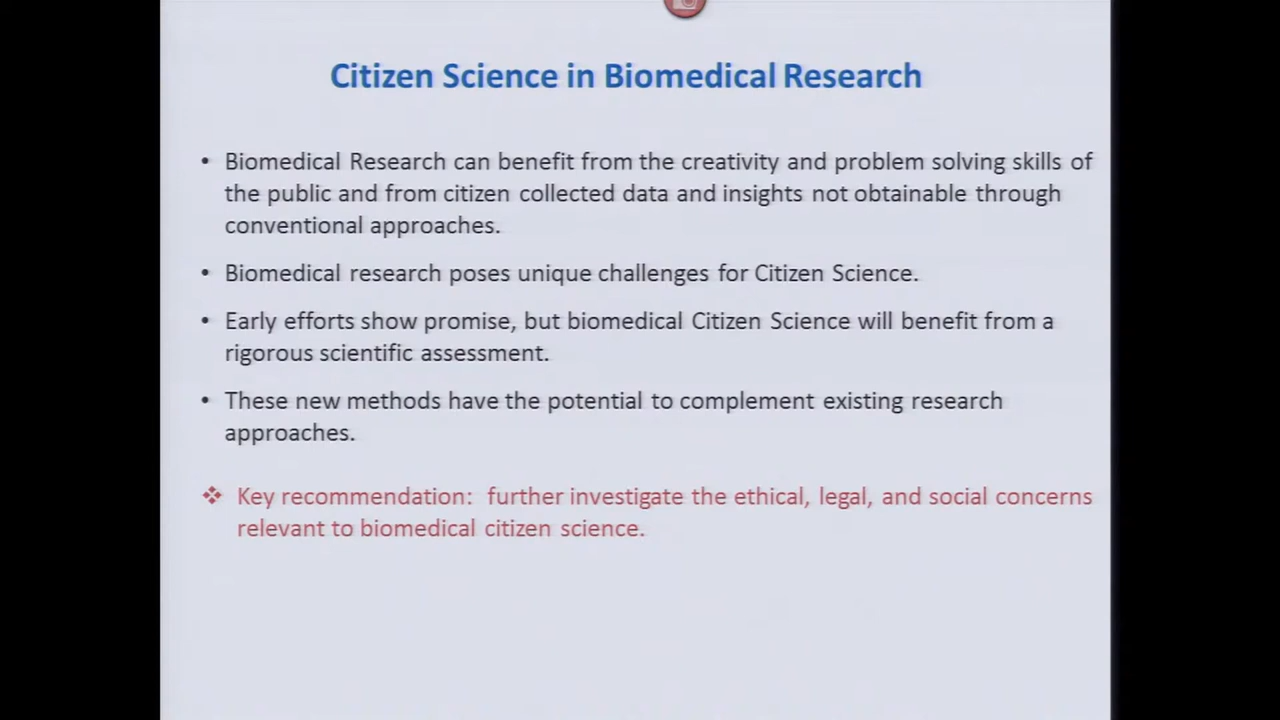 Citizen Science in Biomedical Research
• Biomedical Research can benefit from the creativity and problem solving skills of
the public and from citizen collected data and insights not obtainable through
conventional approaches.
• Biomedical research poses unique challenges for Citizen Science.
• Early efforts show promise, but biomedical Citizen Science will benefit from a
rigorous scientific assessment.
• These new methods have the potential to complement existing research
approaches.
❖ Key recommendation: further investigate the ethical, legal, and social concerns
relevant to biomedical citizen science.